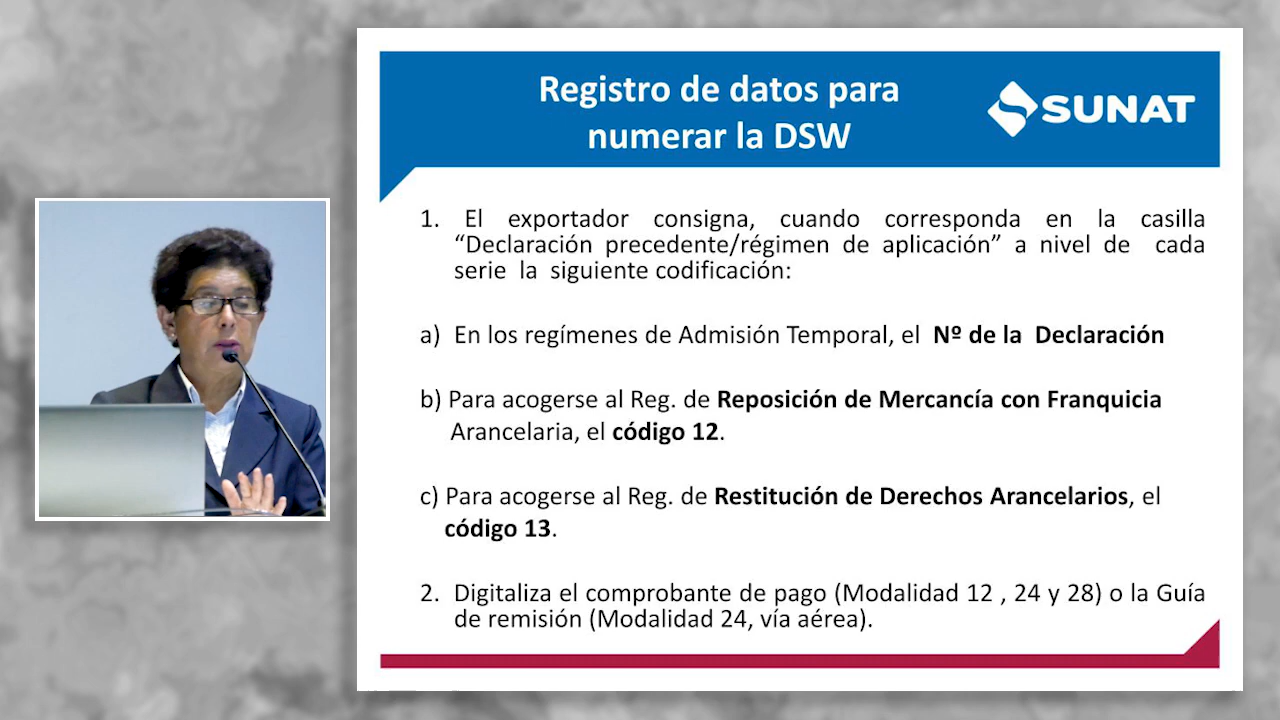 Registro de datos para
numerar la DSW
SUNAT
1. El exportador consigna, cuando corresponda en la casilla
“Declaración precedente/régimen de aplicación” a nivel de cada
serie la siguiente codificación:
a) En los regímenes de Admisión Temporal, el Nº de la Declaración
b) Para acogerse al Reg. de Reposición de Mercancía con Franquicia
Arancelaria, el código 12.
c) Para acogerse al Reg. de Restitución de Derechos Arancelarios, el
código 13.
2. Digitaliza el comprobante de pago (Modalidad 12 , 24 y 28) o la Guía
de remisión (Modalidad 24, vía aérea).